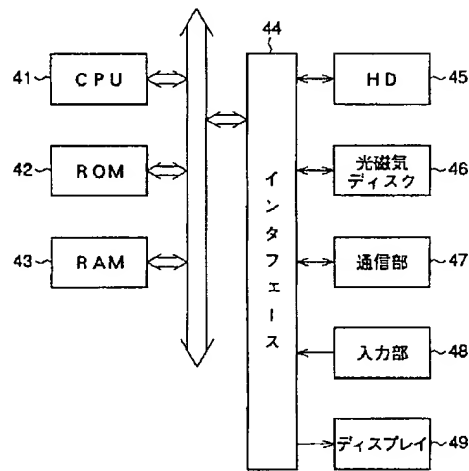 44
41
CPU
HD
45
42
ROM
光磁気
ディスク
46
43
RAM
インタフェース
通信部
47
入力部
48
ディスプレイ
49